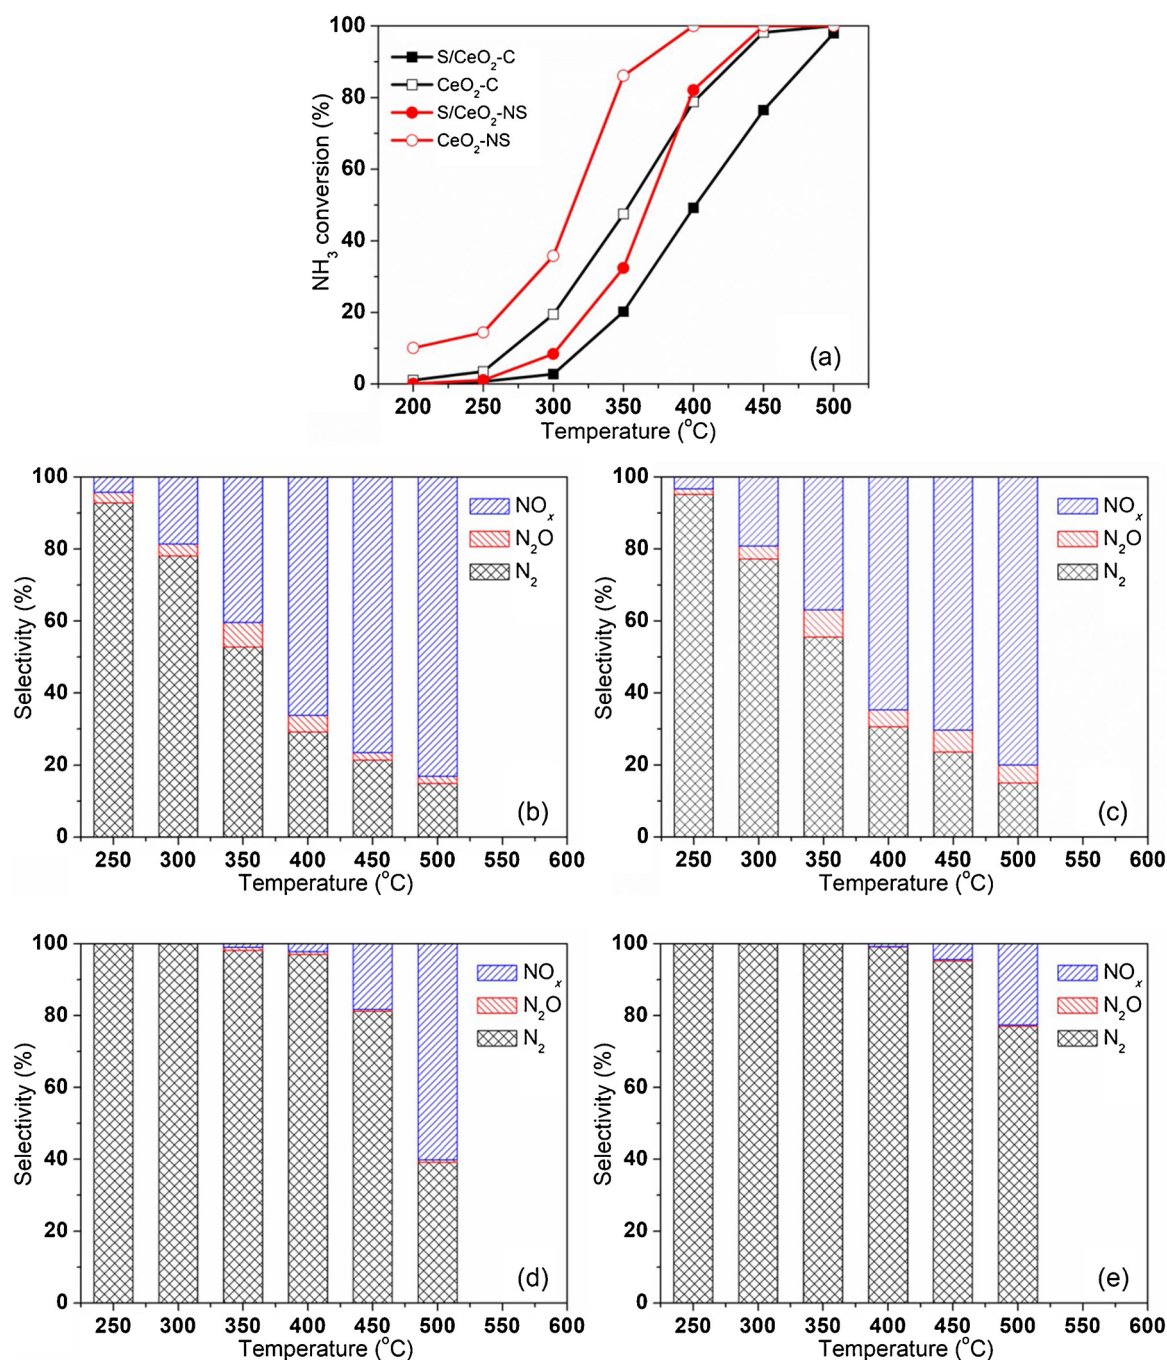 100
80
60
40
20
0
NH₃ conversion (%)
S/CeO₂-C
CeO₂-C
S/CeO₂-NS
CeO₂-NS
(a)
200 250 300 350 400 450 500
Temperature (°C)
100
80
60
40
20
0
Selectivity (%)
NOₓ
N₂O
N₂
(b)
250 300 350 400 450 500 550 600
Temperature (°C)
100
80
60
40
20
0
Selectivity (%)
NOₓ
N₂O
N₂
(c)
250 300 350 400 450 500 550 600
Temperature (°C)
100
80
60
40
20
0
Selectivity (%)
NOₓ
N₂O
N₂
(d)
250 300 350 400 450 500 550 600
Temperature (°C)
100
80
60
40
20
0
Selectivity (%)
NOₓ
N₂O
N₂
(e)
250 300 350 400 450 500 550 600
Temperature (°C)